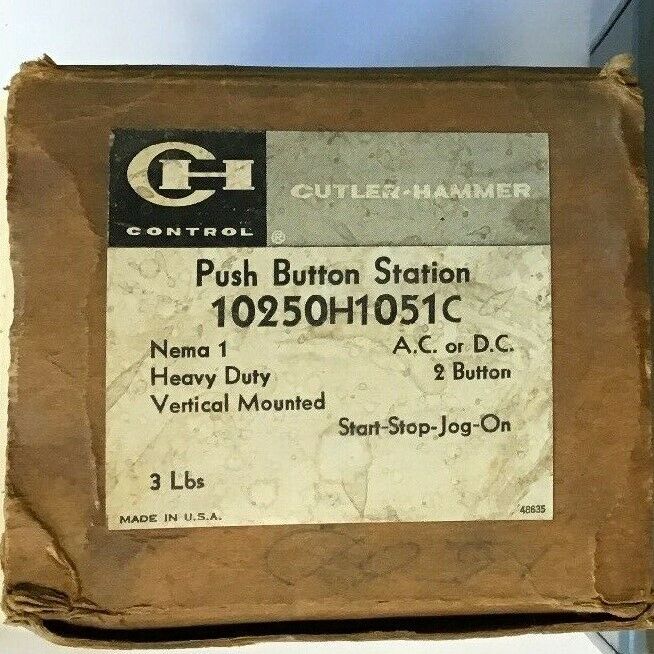 CH
CONTROL ®
CUTLER-HAMMER
Push Button Station
10250H1051C
Nema 1 A.C. or D.C.
Heavy Duty 2 Button
Vertical Mounted
Start-Stop-Jog-On
3 Lbs
MADE IN U.S.A. 48635